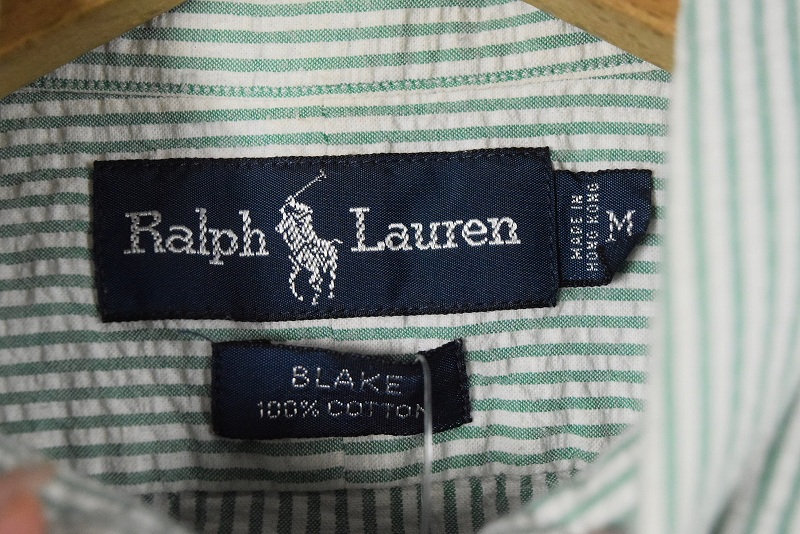 Ralph Lauren
MADE IN
HONG KONG
M
BLAKE
100% COTTON